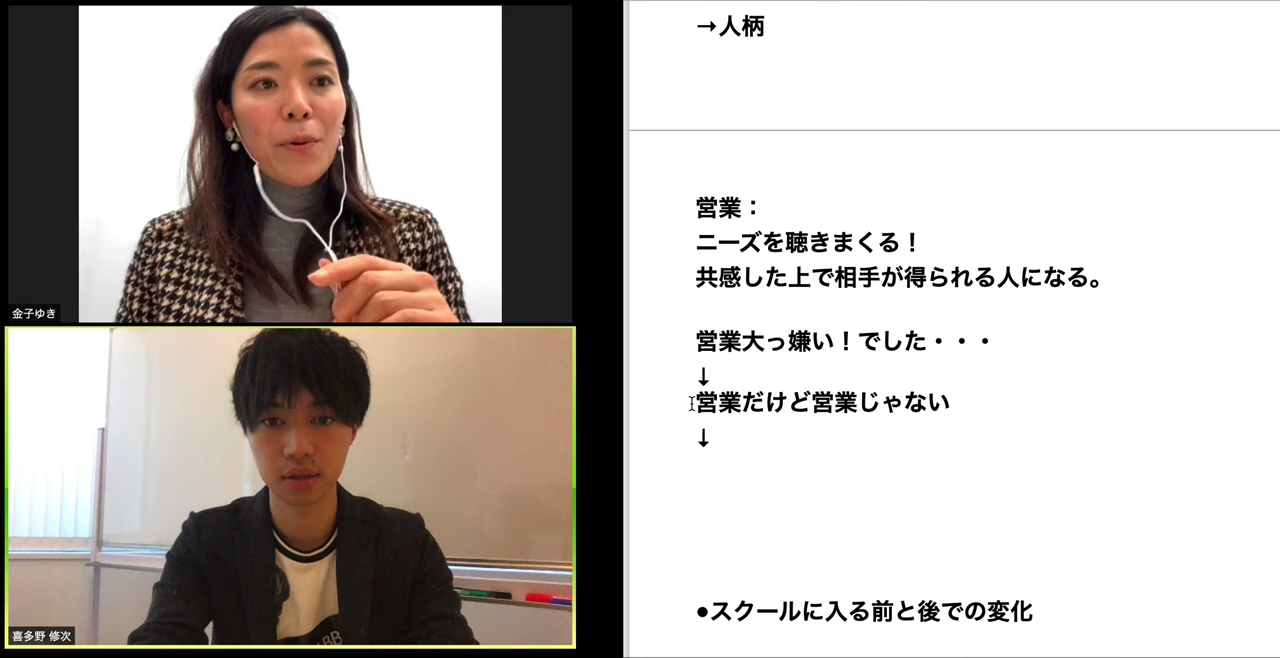 金子ゆき
喜多野 修次
BB
→人柄
営業：
ニーズを聴きまくる！
共感した上で相手が得られる人になる。
営業大っ嫌い！でした・・・
↓
営業だけど営業じゃない
↓
●スクールに入る前と後での変化